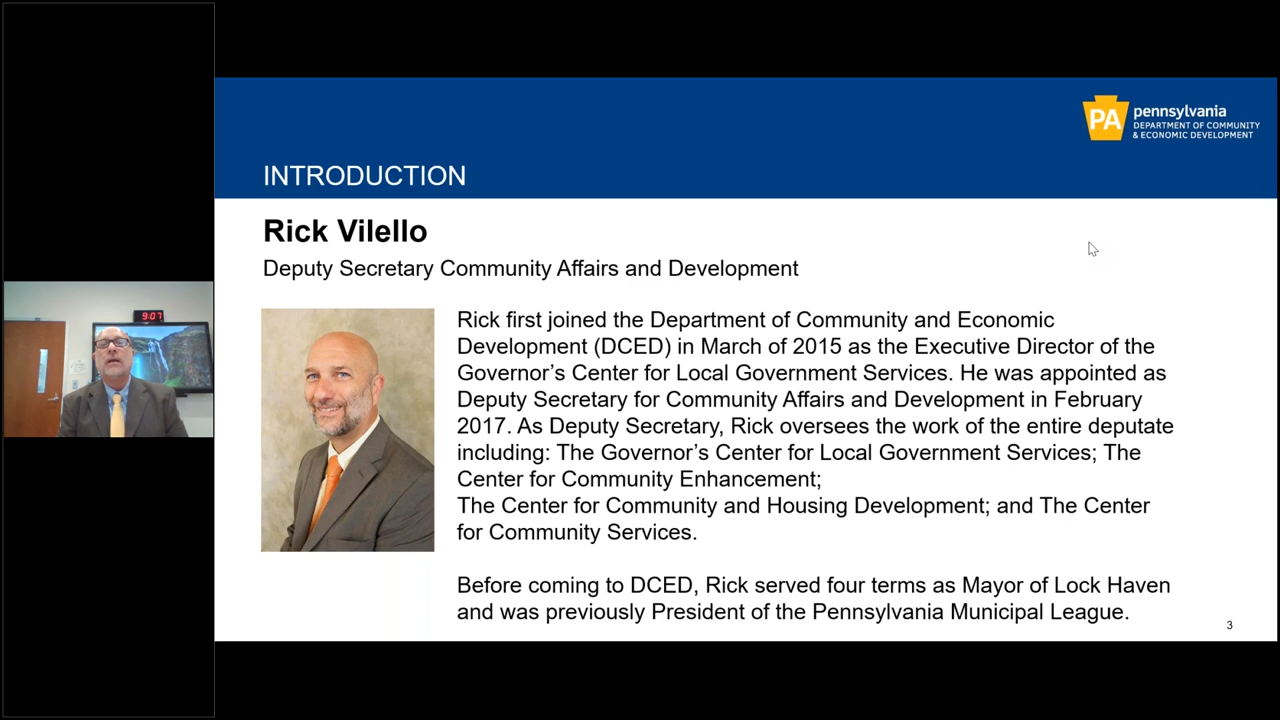 PA
pennsylvania
DEPARTMENT OF COMMUNITY
& ECONOMIC DEVELOPMENT
INTRODUCTION
Rick Vilello
Deputy Secretary Community Affairs and Development
9:07
Rick first joined the Department of Community and Economic
Development (DCED) in March of 2015 as the Executive Director of the
Governor’s Center for Local Government Services. He was appointed as
Deputy Secretary for Community Affairs and Development in February
2017. As Deputy Secretary, Rick oversees the work of the entire deputate
including: The Governor’s Center for Local Government Services; The
Center for Community Enhancement;
The Center for Community and Housing Development; and The Center
for Community Services.
Before coming to DCED, Rick served four terms as Mayor of Lock Haven
and was previously President of the Pennsylvania Municipal League.
3